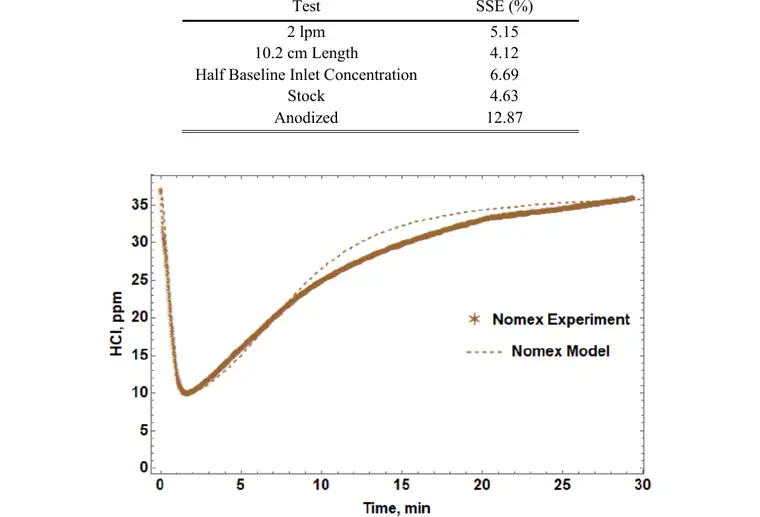 Test SSE (%)
2 lpm 5.15
10.2 cm Length 4.12
Half Baseline Inlet Concentration 6.69
Stock 4.63
Anodized 12.87
35
30
25
20
15
10
5
0
HCl, ppm
Nomex Experiment
Nomex Model
0 5 10 15 20 25 30
Time, min